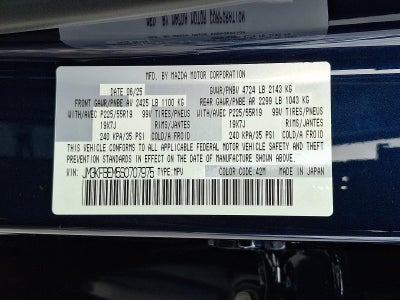 MFD. BY MAZDA MOTOR CORPORATION
DATE 06/25 GVWR/PNBV 4724 LB 2143 KG
FRONT GAWR/PNBE AV 2425 LB 1100 KG REAR GAWR/PNBE AR 2299 LB 1043 KG
WITH/AVEC P225/55R19 99V TIRES/PNEUS WITH/AVEC P225/55R19 99V TIRES/PNEUS
19X7J RIMS/JANTES 19X7J RIMS/JANTES
240 KPA/35 PSI COLD/A FROID 240 KPA/35 PSI COLD/A FROID
THIS VEHICLE CONFORMS TO ALL APPLICABLE FEDERAL MOTOR VEHICLE SAFETY, BUMPER, AND THEFT
PREVENTION STANDARDS IN EFFECT ON THE DATE OF MANUFACTURE SHOWN ABOVE.
VIN: JM3KFBEM5S0707975 TYPE:MPV COLOR CODE:42M MADE IN JAPAN